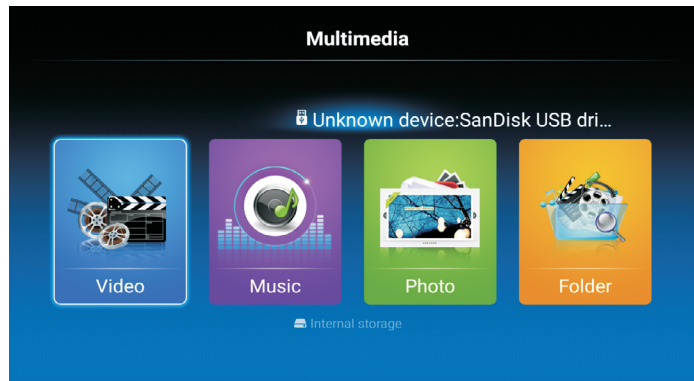 Multimedia
Unknown device:SanDisk USB dri...
Video Music Photo Folder
Internal storage